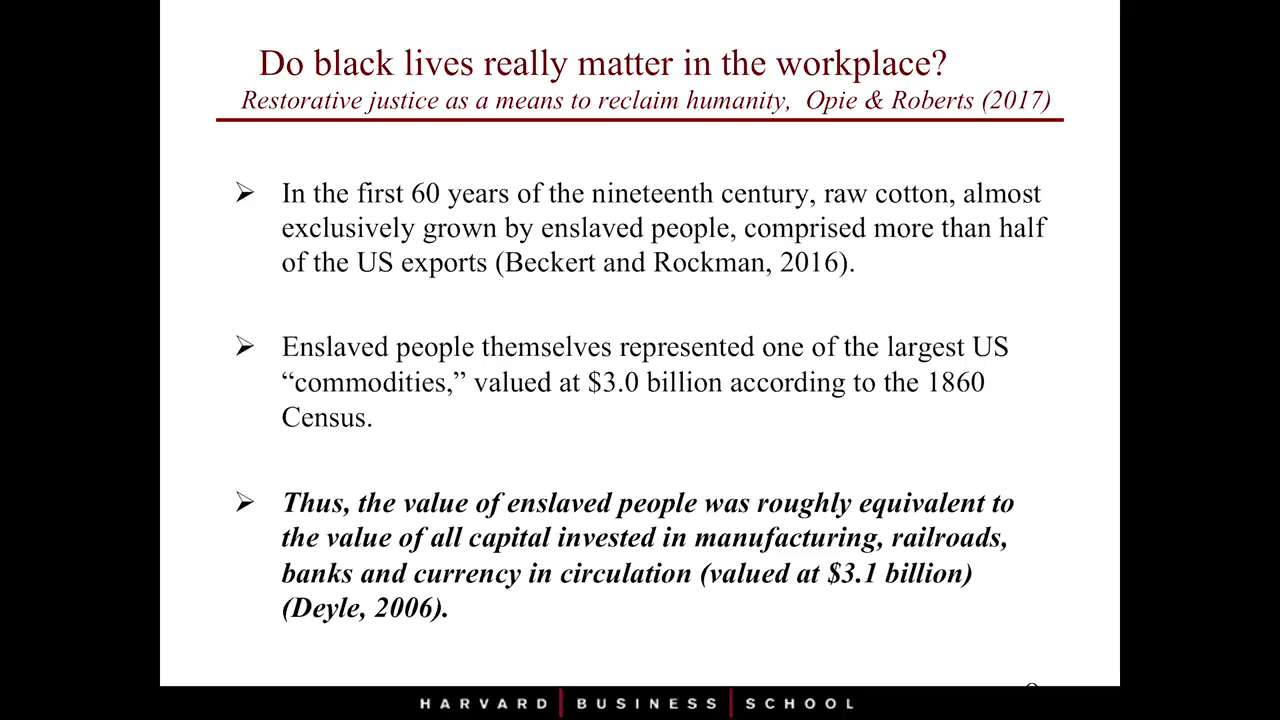 Do black lives really matter in the workplace?
Restorative justice as a means to reclaim humanity, Opie & Roberts (2017)
➢ In the first 60 years of the nineteenth century, raw cotton, almost
exclusively grown by enslaved people, comprised more than half
of the US exports (Beckert and Rockman, 2016).
➢ Enslaved people themselves represented one of the largest US
“commodities,” valued at $3.0 billion according to the 1860
Census.
➢ Thus, the value of enslaved people was roughly equivalent to
the value of all capital invested in manufacturing, railroads,
banks and currency in circulation (valued at $3.1 billion)
(Deyle, 2006).
HARVARD | BUSINESS | SCHOOL